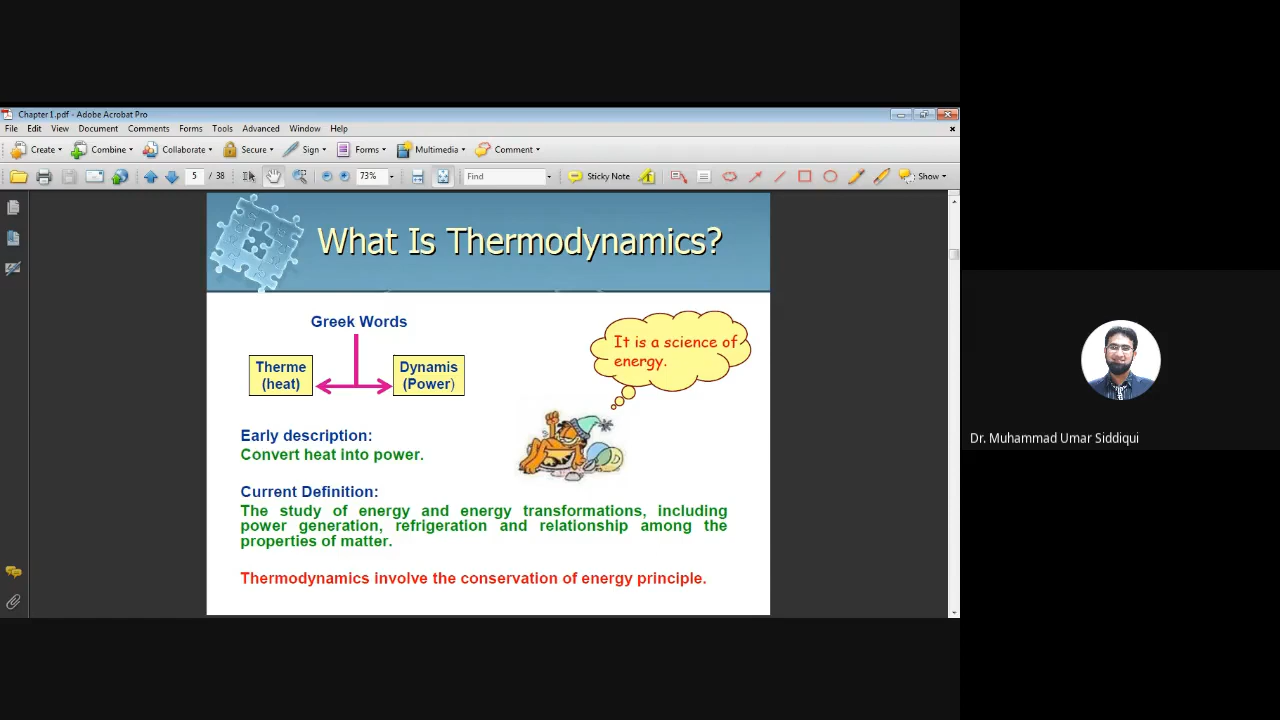 Chapter 1.pdf - Adobe Acrobat Pro
File Edit View Document Comments Forms Tools Advanced Window Help
Create Combine Collaborate Secure Sign Forms Multimedia Comment
5 / 38 73% Find Sticky Note Show
What Is Thermodynamics?
Greek Words
Therme
(heat)
Dynamis
(Power)
It is a science of
energy.
Early description:
Convert heat into power.
Current Definition:
The study of energy and energy transformations, including
power generation, refrigeration and relationship among the
properties of matter.
Thermodynamics involve the conservation of energy principle.
Dr. Muhammad Umar Siddiqui